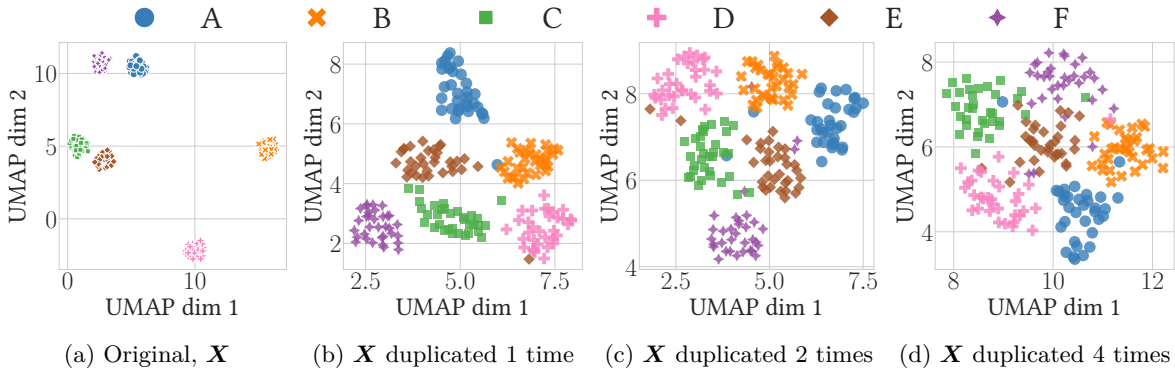 A B C D E F
UMAP dim 2
10
5
0
0 10
UMAP dim 1
(a) Original, X
UMAP dim 2
8
6
4
2
2.5 5.0 7.5
UMAP dim 1
(b) X duplicated 1 time
UMAP dim 2
8
6
4
2.5 5.0 7.5
UMAP dim 1
(c) X duplicated 2 times
UMAP dim 2
8
6
4
8 10 12
UMAP dim 1
(d) X duplicated 4 times